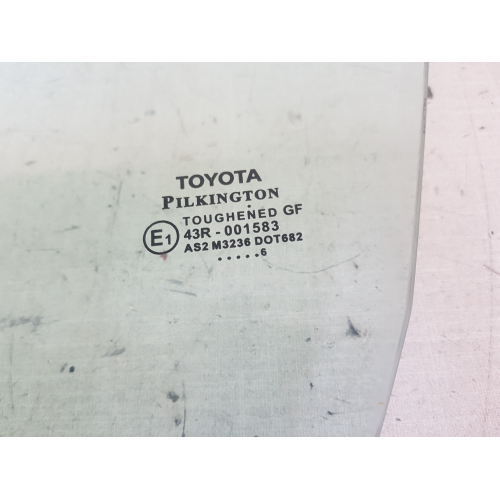 TOYOTA
PILKINGTON
TOUGHENED GF
E1 43R - 001583
AS2 M3236 DOT682
.....6